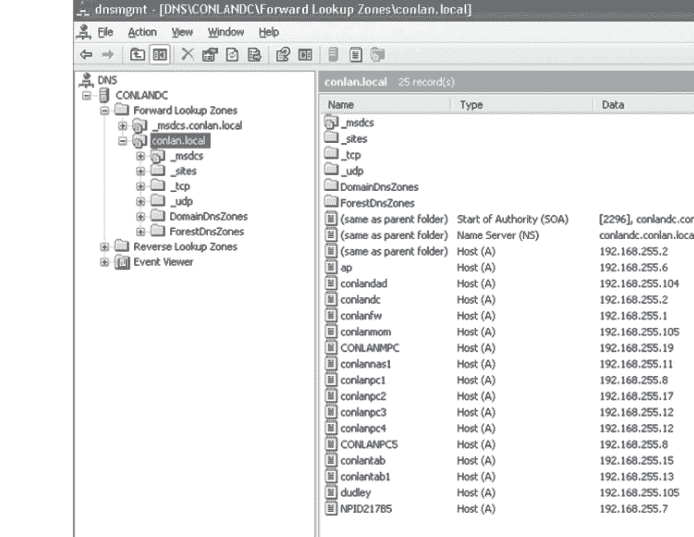 dnsmgmt - [DNS\CONLANDC\Forward Lookup Zones\conlan.local]
File Action View Window Help
DNS
CONLANDC
Forward Lookup Zones
_msdcs.conlan.local
conlan.local
_msdcs
_sites
_tcp
_udp
DomainDnsZones
ForestDnsZones
Reverse Lookup Zones
Event Viewer
conlan.local 25 record(s)
Name Type Data
_msdcs
_sites
_tcp
_udp
DomainDnsZones
ForestDnsZones
(same as parent folder) Start of Authority (SOA) [2296], conlandc.con
(same as parent folder) Name Server (NS) conlandc.conlan.loca
(same as parent folder) Host (A) 192.168.255.2
ap Host (A) 192.168.255.6
conlandad Host (A) 192.168.255.104
conlandc Host (A) 192.168.255.2
conlanfw Host (A) 192.168.255.1
conlanmom Host (A) 192.168.255.105
CONLANMPC Host (A) 192.168.255.19
conlannas1 Host (A) 192.168.255.11
conlanpc1 Host (A) 192.168.255.8
conlanpc2 Host (A) 192.168.255.17
conlanpc3 Host (A) 192.168.255.12
conlanpc4 Host (A) 192.168.255.12
CONLANPC5 Host (A) 192.168.255.8
conlantab Host (A) 192.168.255.15
conlantab1 Host (A) 192.168.255.13
dudley Host (A) 192.168.255.105
NPID217B5 Host (A) 192.168.255.7